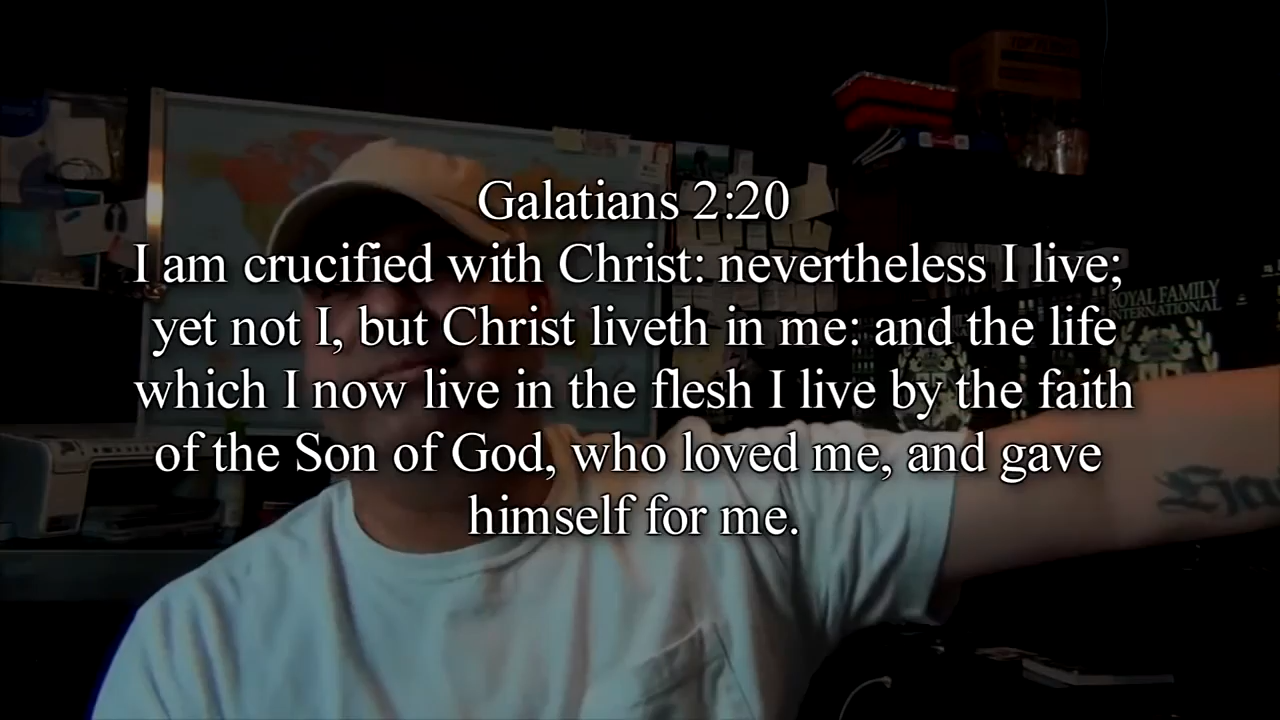 Galatians 2:20
I am crucified with Christ: nevertheless I live;
yet not I, but Christ liveth in me: and the life
which I now live in the flesh I live by the faith
of the Son of God, who loved me, and gave
himself for me.
ROYAL FAMILY
INTERNATIONAL